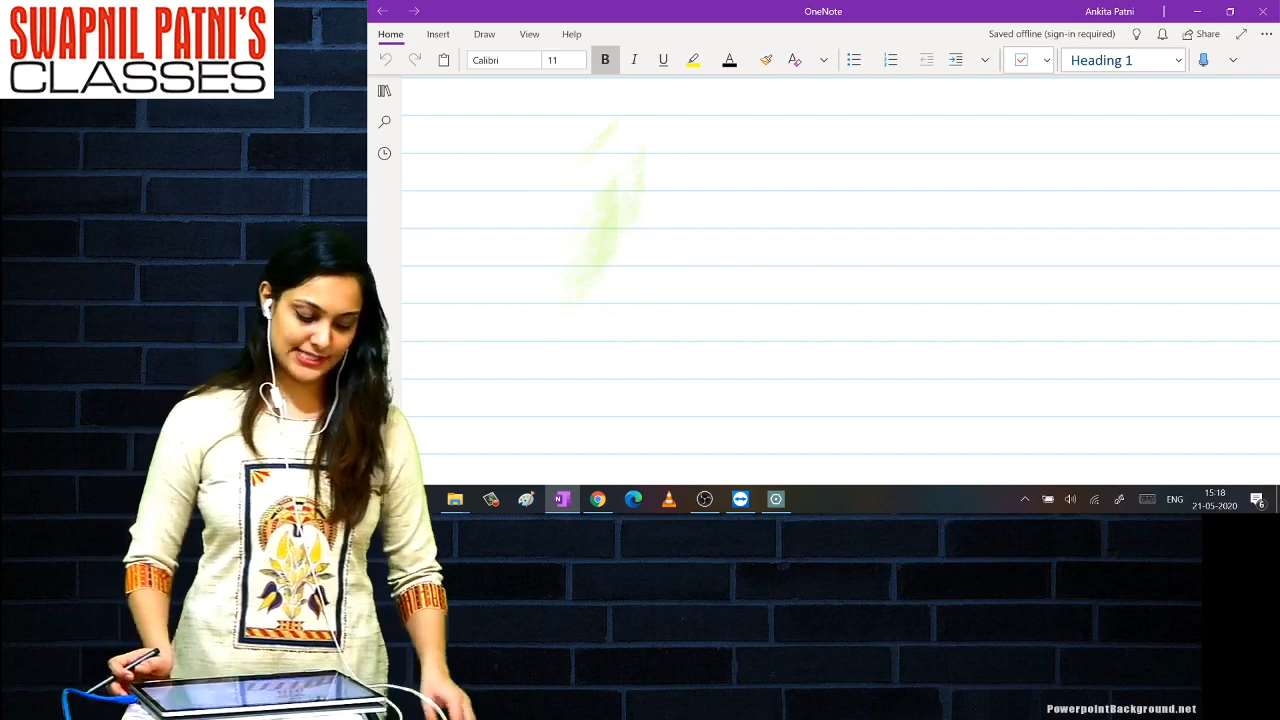 SWAPNIL PATNI'S
CLASSES
OneNote
Ankita Patni
Home Insert Draw View Help
Saved offline (sign-in required)
Share
Calibri 11 B I U A A Heading 1
ENG
15:18
21-05-2020
6
PowerpointBackground.net